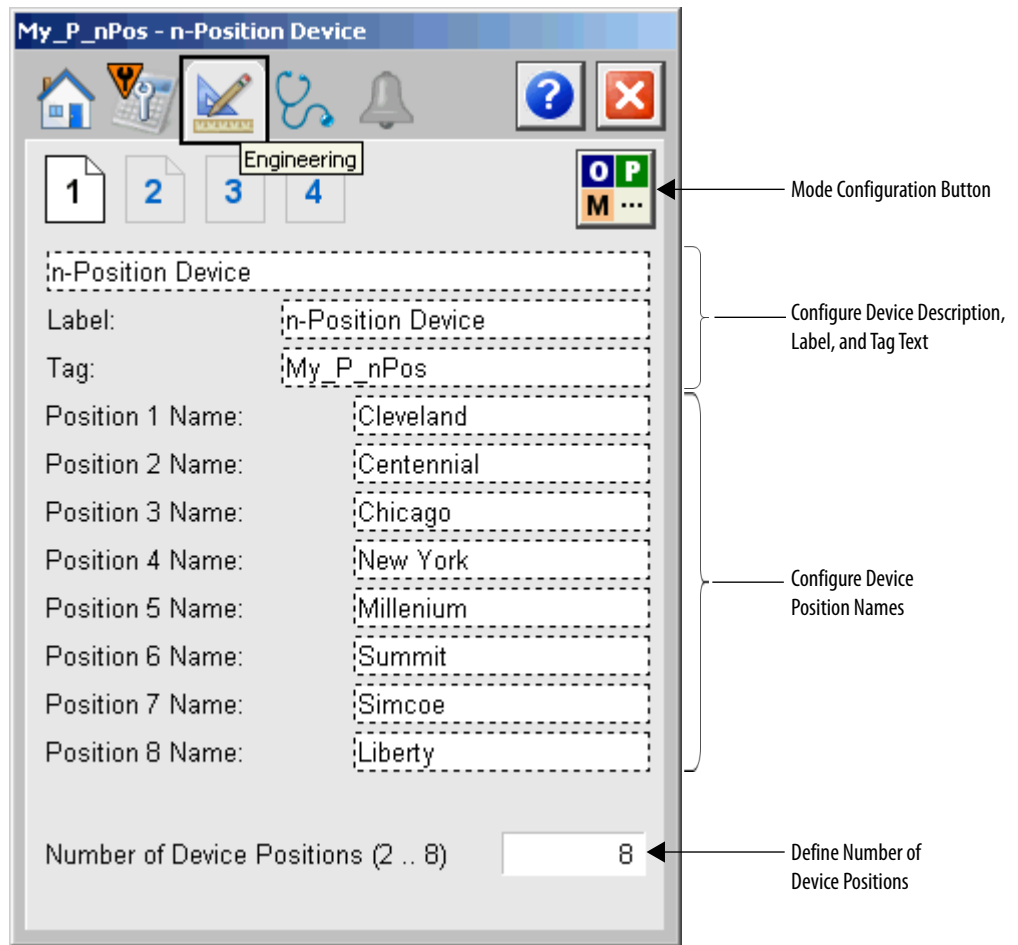 My_P_nPos - n-Position Device
?
Engineering
1 2 3 4
O P
M ...
Mode Configuration Button
n-Position Device
Label: n-Position Device
Tag: My_P_nPos
Configure Device Description,
Label, and Tag Text
Position 1 Name: Cleveland
Position 2 Name: Centennial
Position 3 Name: Chicago
Position 4 Name: New York
Position 5 Name: Millenium
Position 6 Name: Summit
Position 7 Name: Simcoe
Position 8 Name: Liberty
Configure Device
Position Names
Number of Device Positions (2 .. 8) 8
Define Number of
Device Positions